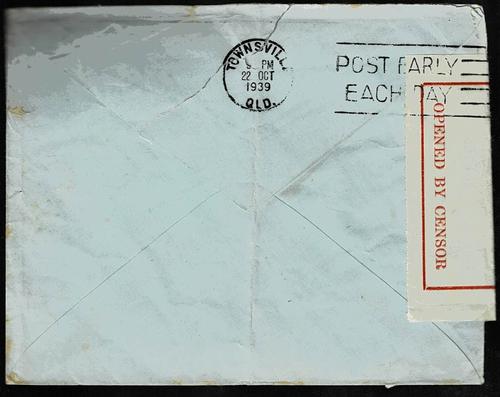 TOWNSVILL
PM
22 OCT
1939
QLD.
POST EARLY
EACH DAY
OPENED BY CENSOR